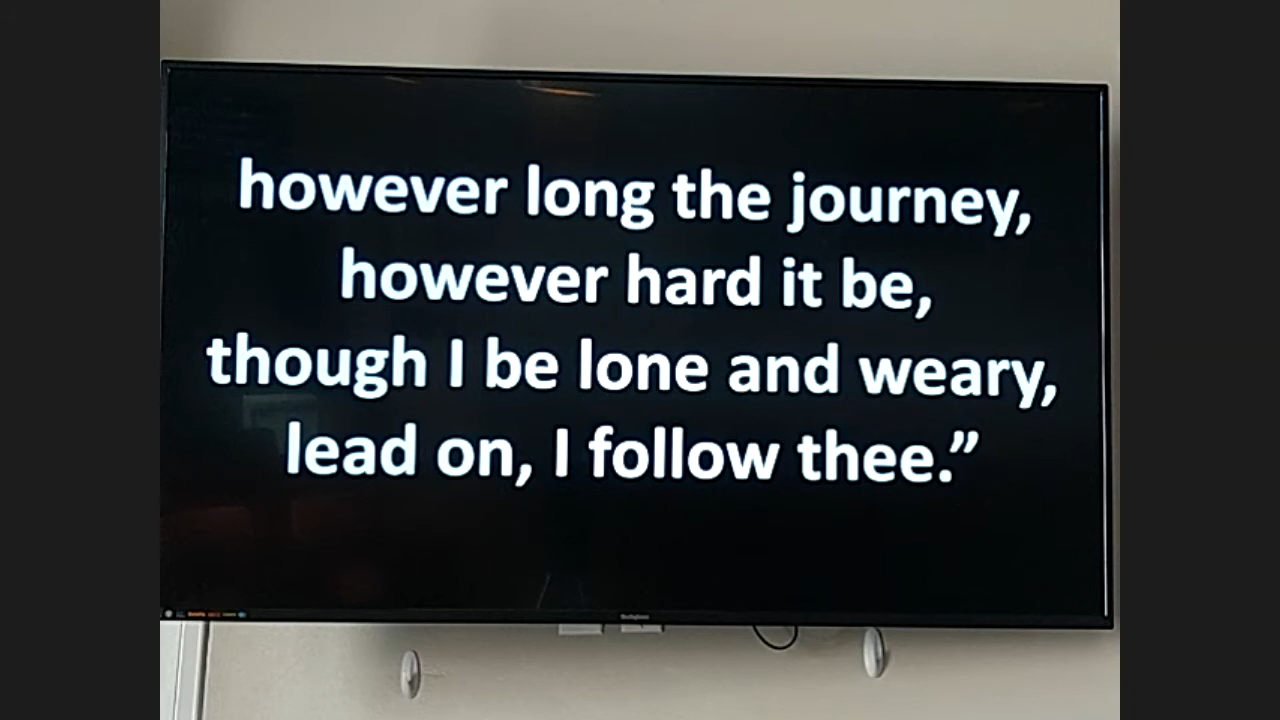 however long the journey,
however hard it be,
though I be lone and weary,
lead on, I follow thee.”